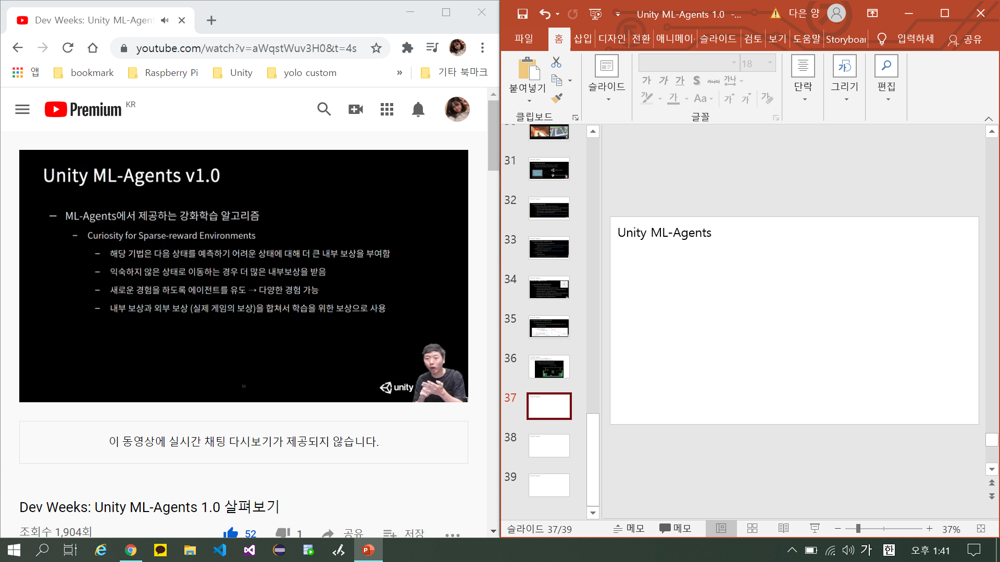 Dev Weeks: Unity ML-Agent
youtube.com/watch?v=aWqstWuv3H0&t=4s
앱
bookmark
Raspberry Pi
Unity
yolo custom
»
기타 북마크
Premium KR
Unity ML-Agents v1.0
– ML-Agents에서 제공하는 강화학습 알고리즘
– Curiosity for Sparse-reward Environments
– 해당 기법은 다음 상태를 예측하기 어려운 상태에 대해 더 큰 내부 보상을 부여함
– 익숙하지 않은 상태로 이동하는 경우 더 많은 내부보상을 받음
– 새로운 경험을 하도록 에이전트를 유도 → 다양한 경험 가능
– 내부 보상과 외부 보상 (실제 게임의 보상)을 합쳐서 학습을 위한 보상으로 사용
55
unity
이 동영상에 실시간 채팅 다시보기가 제공되지 않습니다.
Dev Weeks: Unity ML-Agents 1.0 살펴보기
조회수 1,904회
52
1
공유
저장
Unity ML-Agents 1.0 -...
다은 양
파일 홈 삽입 디자인 전환 애니메이 슬라이드 검토 보기 도움말 Storyboar 입력하세 공유
붙여넣기
슬라이드
18
가 가 가 S 가나다 간나
가 가 Aa 가 가 가
단락
그리기
편집
클립보드
글꼴
31
32
33
34
35
36
37
38
39
Unity ML-Agents
슬라이드 37/39
메모
메모
37%
가
한
오후 1:41